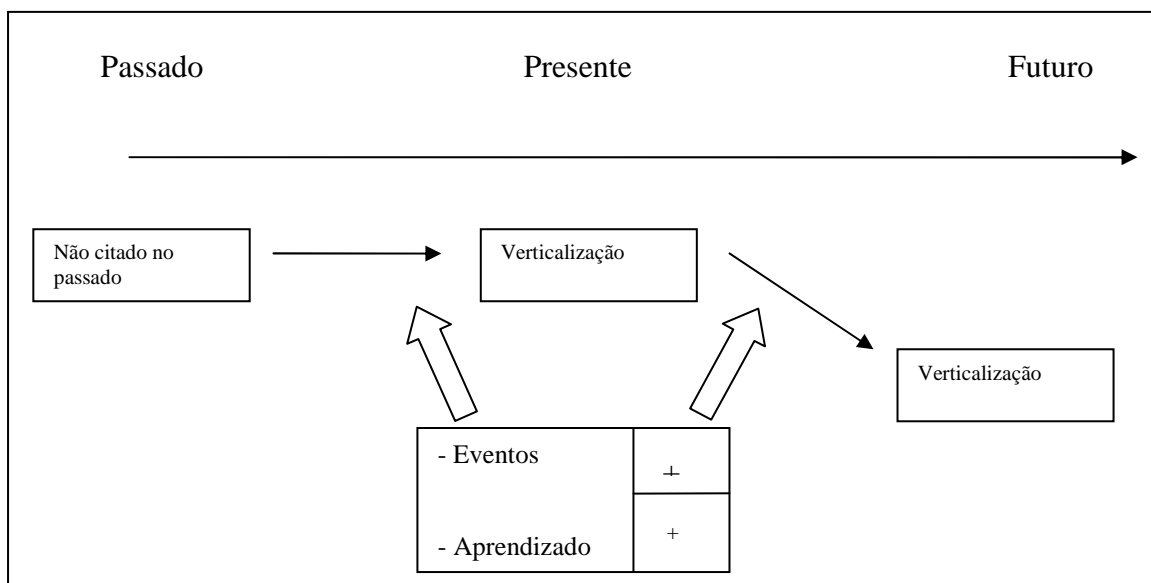 Passado Presente Futuro
Não citado no
passado
Verticalização
Verticalização
- Eventos +
- Aprendizado +